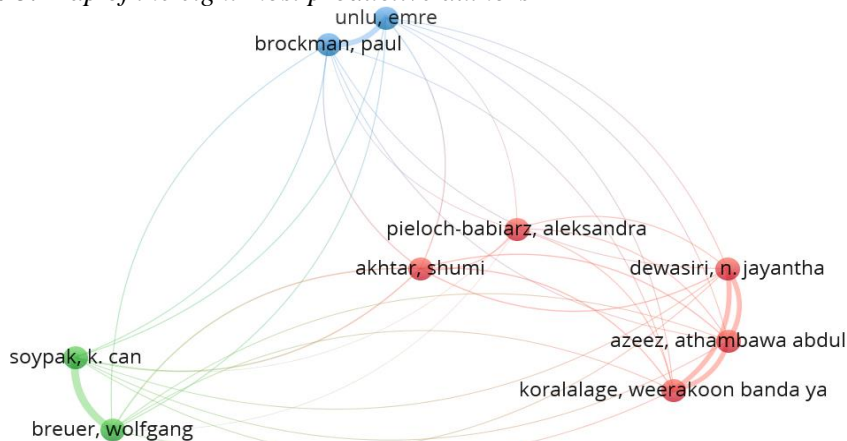 unlu, emre
brockman, paul
pieloch-babiarz, aleksandra
akhtar, shumi
dewasiri, n. jayantha
azeez, athambawa abdul
soypak, k. can
koralalage, weerakoon banda ya
breuer, wolfgang